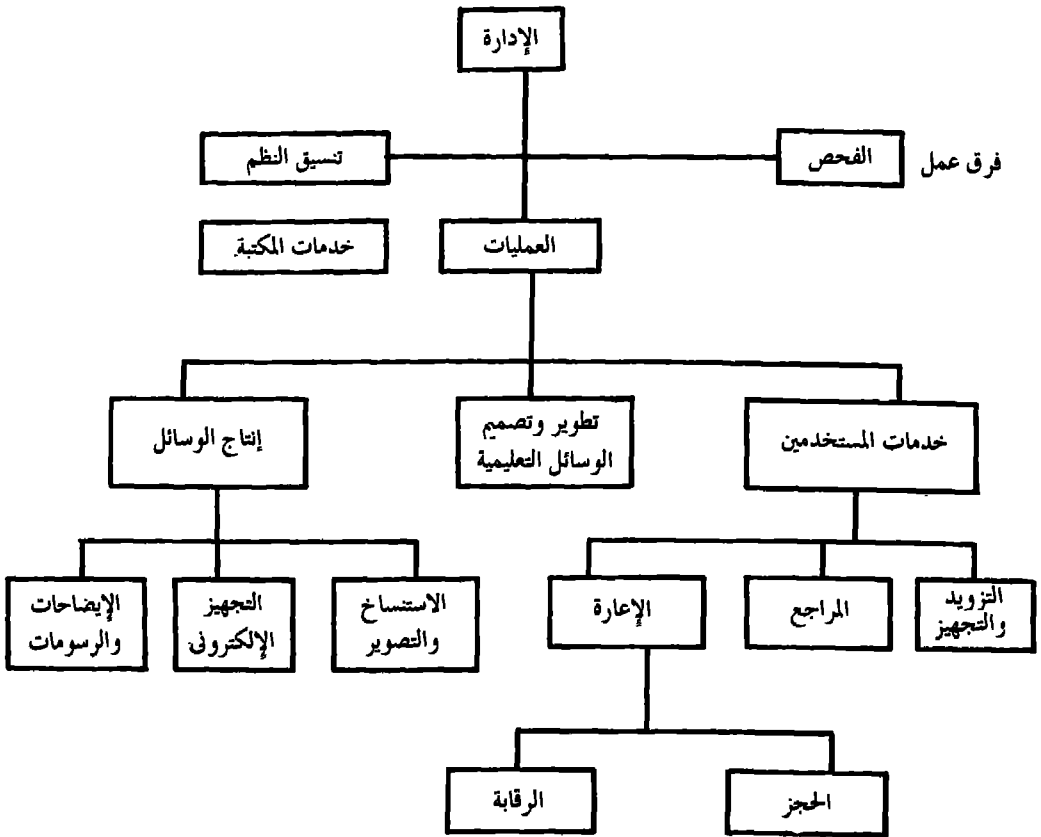 الإدارة
فرق عمل
الفحص
تنسيق النظم
العمليات
خدمات المكتبة
خدمات المستخدمين
تطوير وتصميم
الوسائل التعليمية
إنتاج الوسائل
التزويد
والتجهيز
المراجع
الإعارة
الاستنساخ
والتصوير
التجهيز
الإلكترونى
الإيضاحات
والرسومات
الحجز
الرقابة